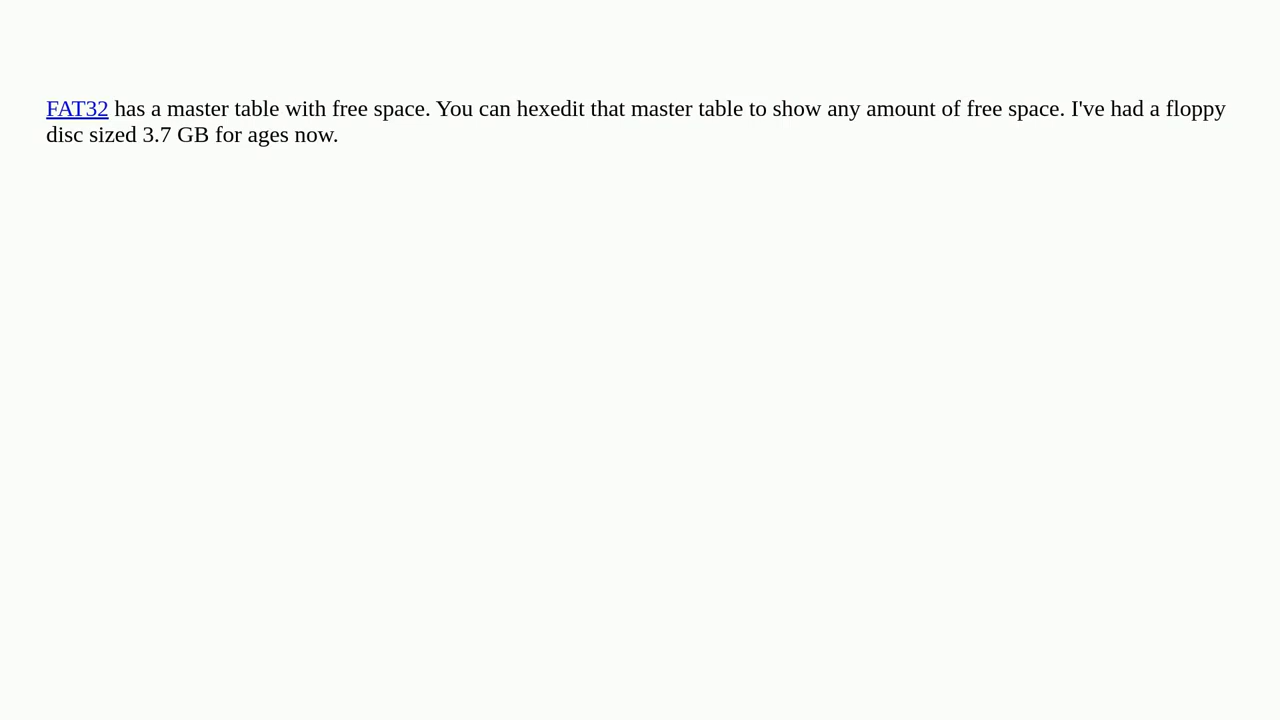 FAT32 has a master table with free space. You can hexedit that master table to show any amount of free space. I've had a floppy
disc sized 3.7 GB for ages now.